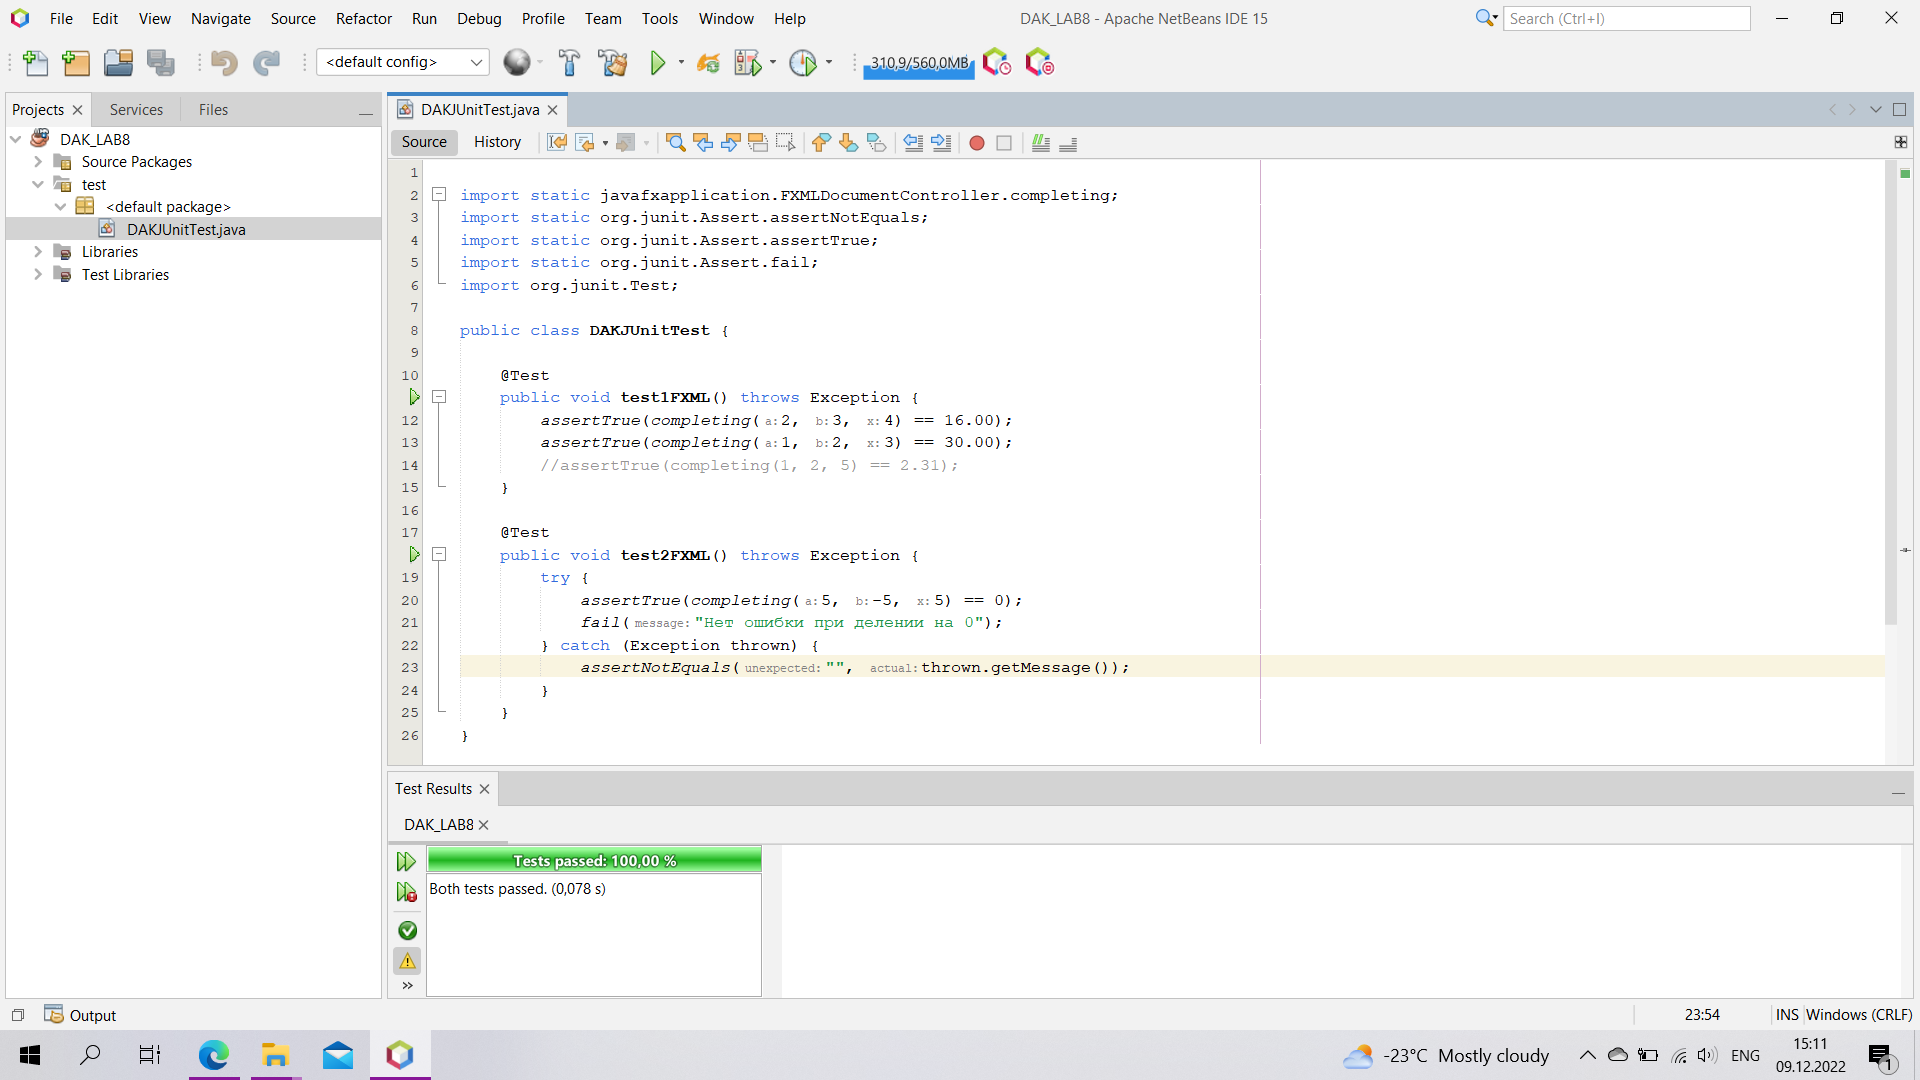 File Edit View Navigate Source Refactor Run Debug Profile Team Tools Window Help
DAK_LAB8 - Apache NetBeans IDE 15
Search (Ctrl+I)
<default config>
310,9/560,0MB
Projects
Services
Files
DAK_LAB8
Source Packages
test
<default package>
DAKJUnitTest.java
Libraries
Test Libraries
DAKJUnitTest.java
Source
History
1
2 import static javafxapplication.FXMLDocumentController.completing;
3 import static org.junit.Assert.assertNotEquals;
4 import static org.junit.Assert.assertTrue;
5 import static org.junit.Assert.fail;
6 import org.junit.Test;
7
8 public class DAKJUnitTest {
9
10 @Test
public void test1FXML() throws Exception {
12 assertTrue(completing(a:2, b:3, x:4) == 16.00);
13 assertTrue(completing(a:1, b:2, x:3) == 30.00);
14 //assertTrue(completing(1, 2, 5) == 2.31);
15 }
16
17 @Test
public void test2FXML() throws Exception {
19 try {
20 assertTrue(completing(a:5, b:-5, x:5) == 0);
21 fail(message:"Нет ошибки при делении на 0");
22 } catch (Exception thrown) {
23 assertNotEquals(unexpected:"", actual:thrown.getMessage());
24 }
25 }
26 }
Test Results
DAK_LAB8
Tests passed: 100,00 %
Both tests passed. (0,078 s)
Output
23:54
INS
Windows (CRLF)
-23°C Mostly cloudy
ENG
15:11
09.12.2022
1